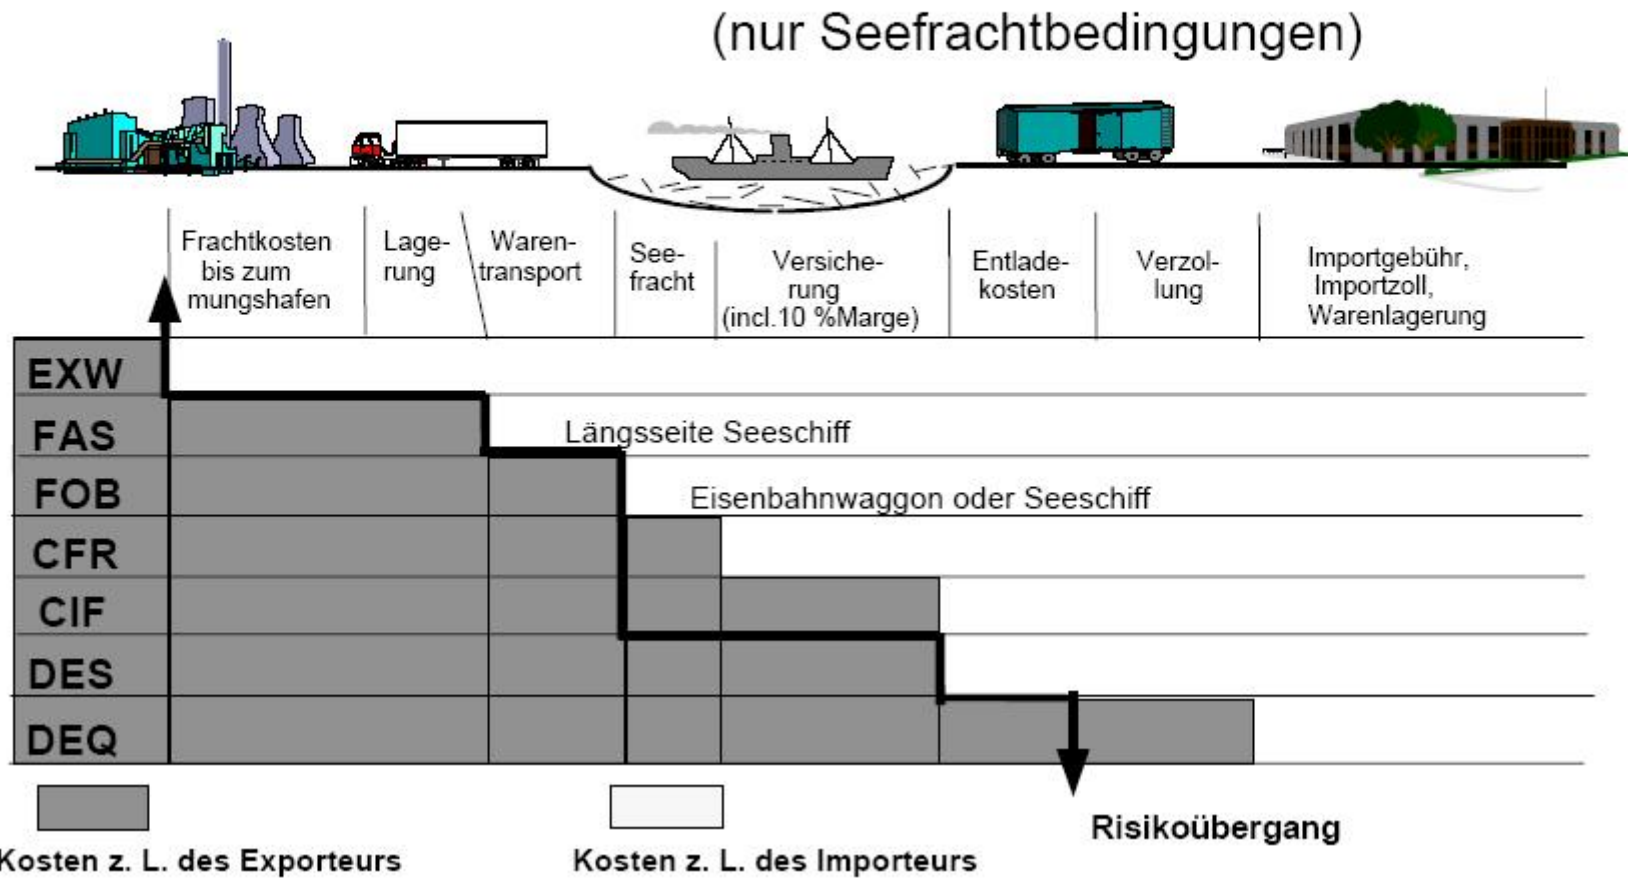 (nur Seefrachtbedingungen)
Frachtkosten
bis zum
mungshafen
Lage-
rung
Waren-
transport
See-
fracht
Versiche-
rung
(incl.10 %Marge)
Entlade-
kosten
Verzol-
lung
Importgebühr,
Importzoll,
Warenlagerung
EXW
FAS
Längsseite Seeschiff
FOB
Eisenbahnwaggon oder Seeschiff
CFR
CIF
DES
DEQ
Kosten z. L. des Exporteurs
Kosten z. L. des Importeurs
Risikoübergang